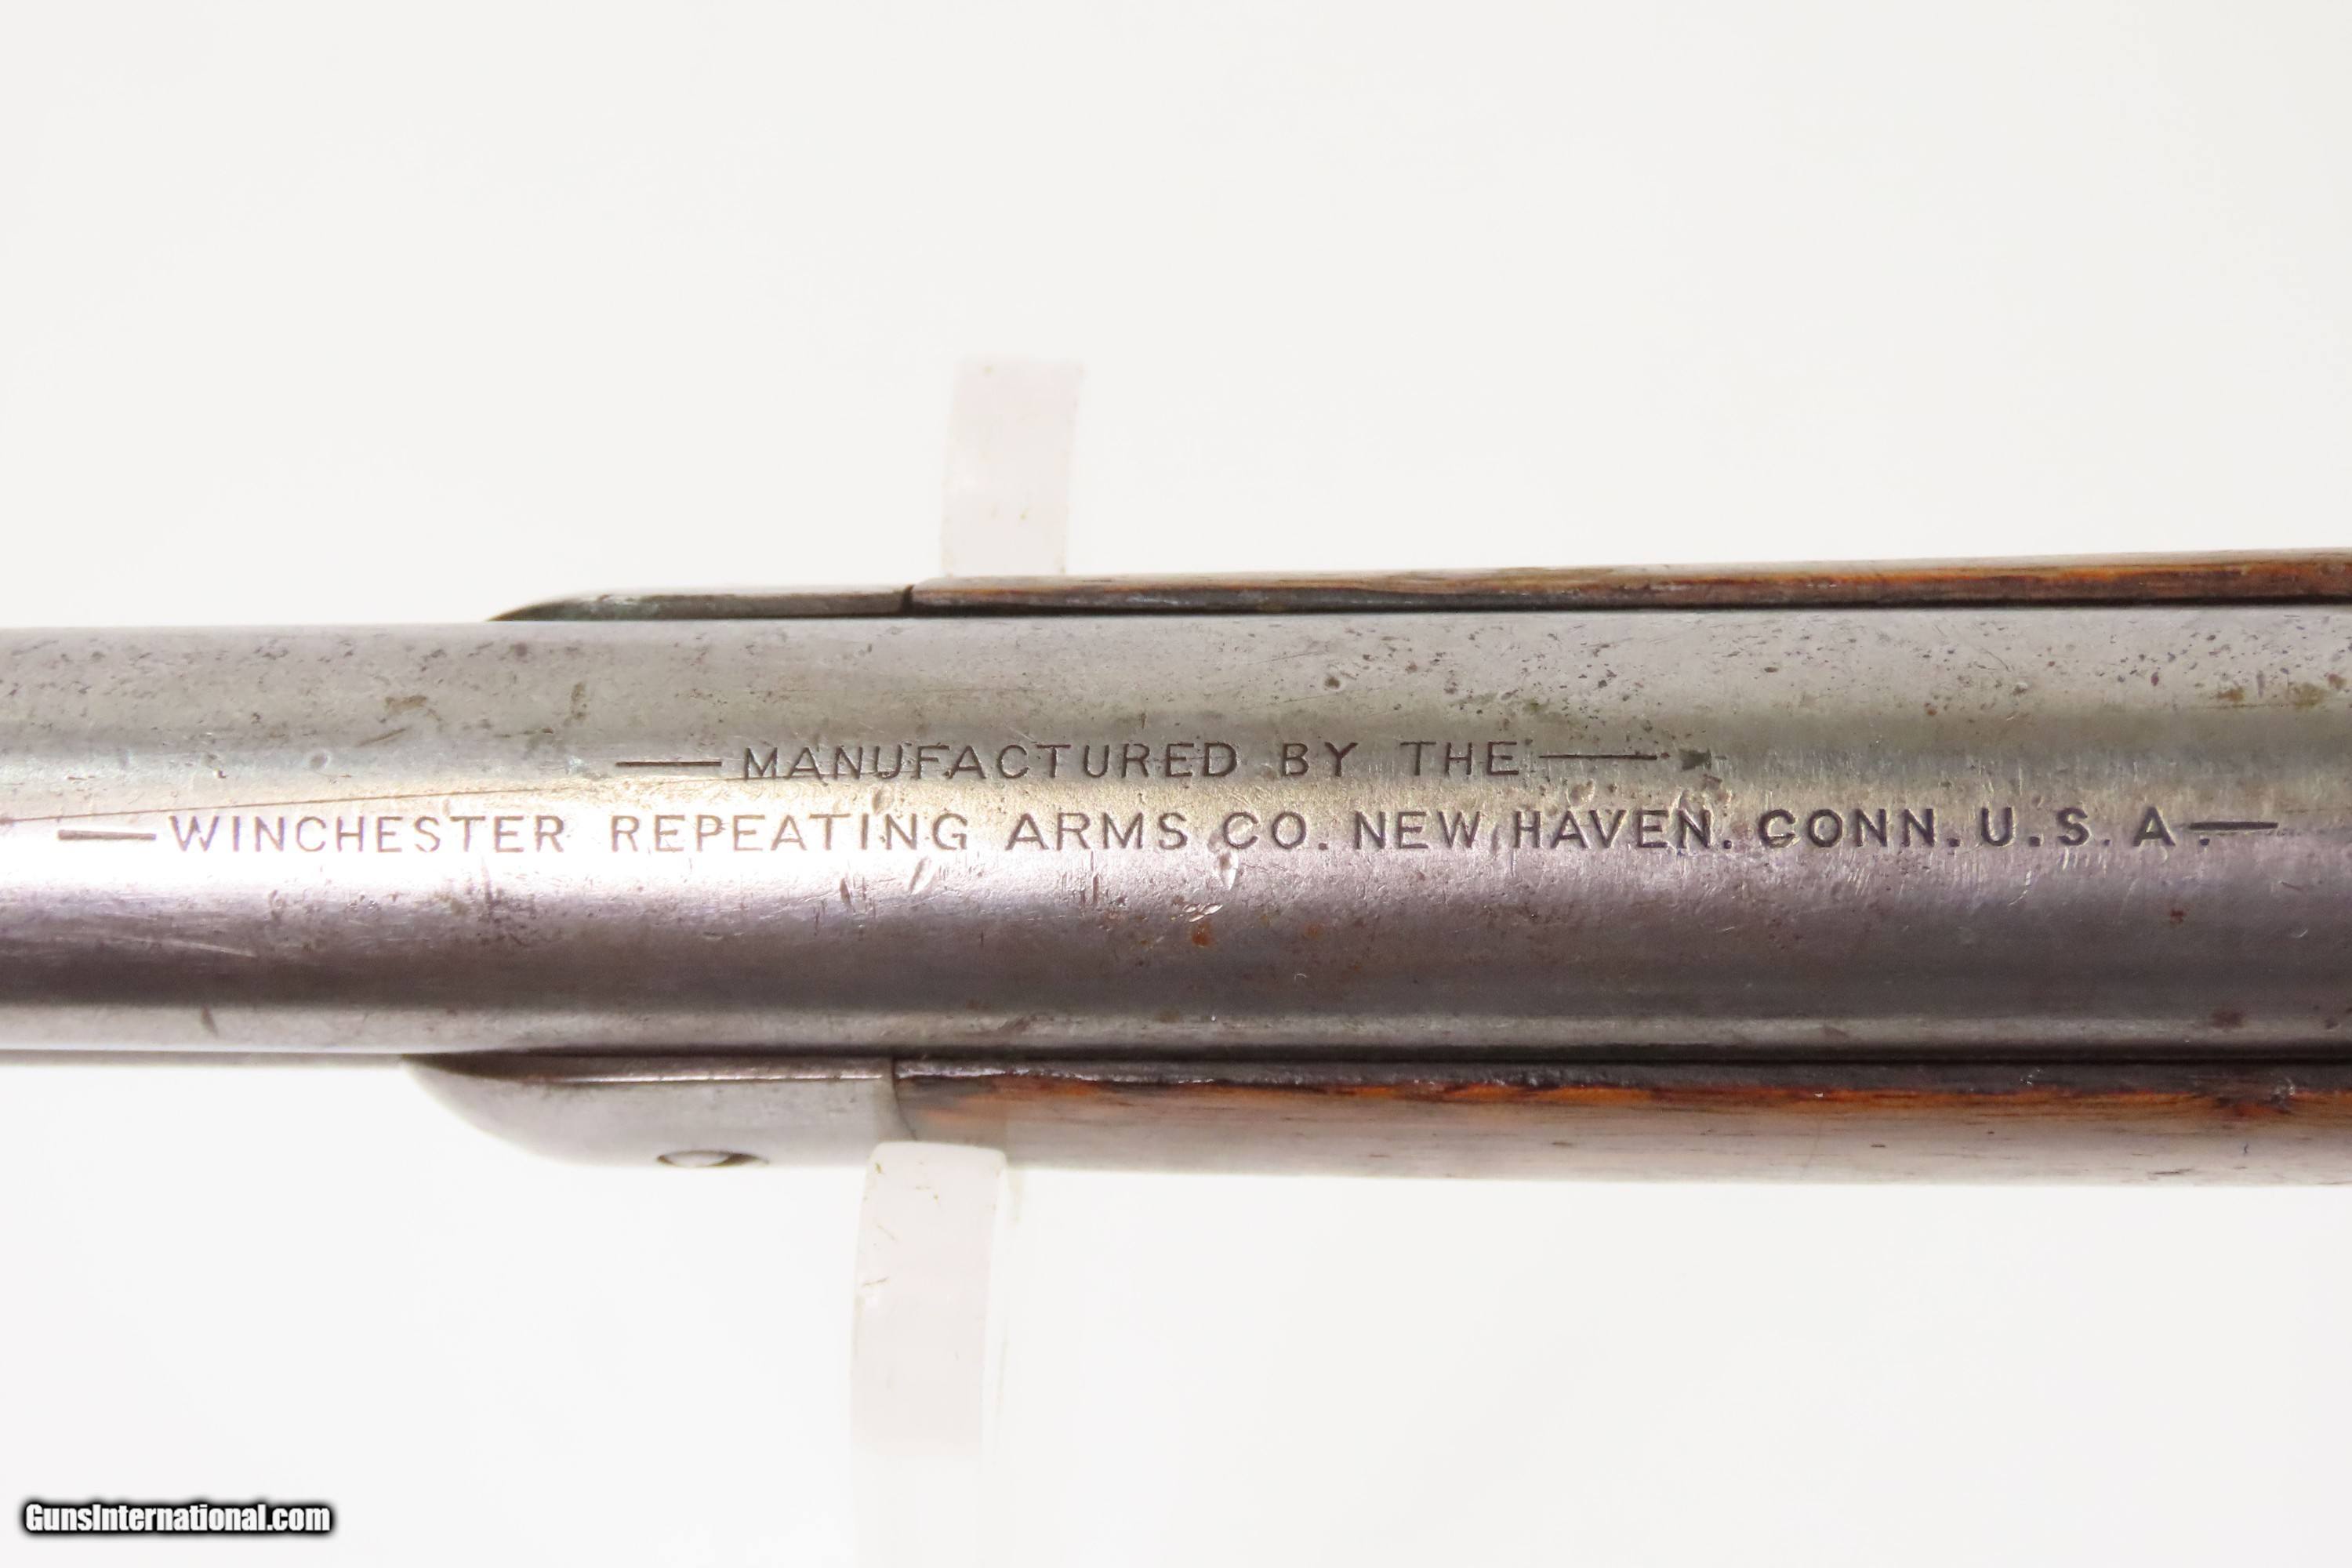 —MANUFACTURED BY THE—
—WINCHESTER REPEATING ARMS CO. NEW HAVEN. CONN. U.S.A.—
GunsInternational.com